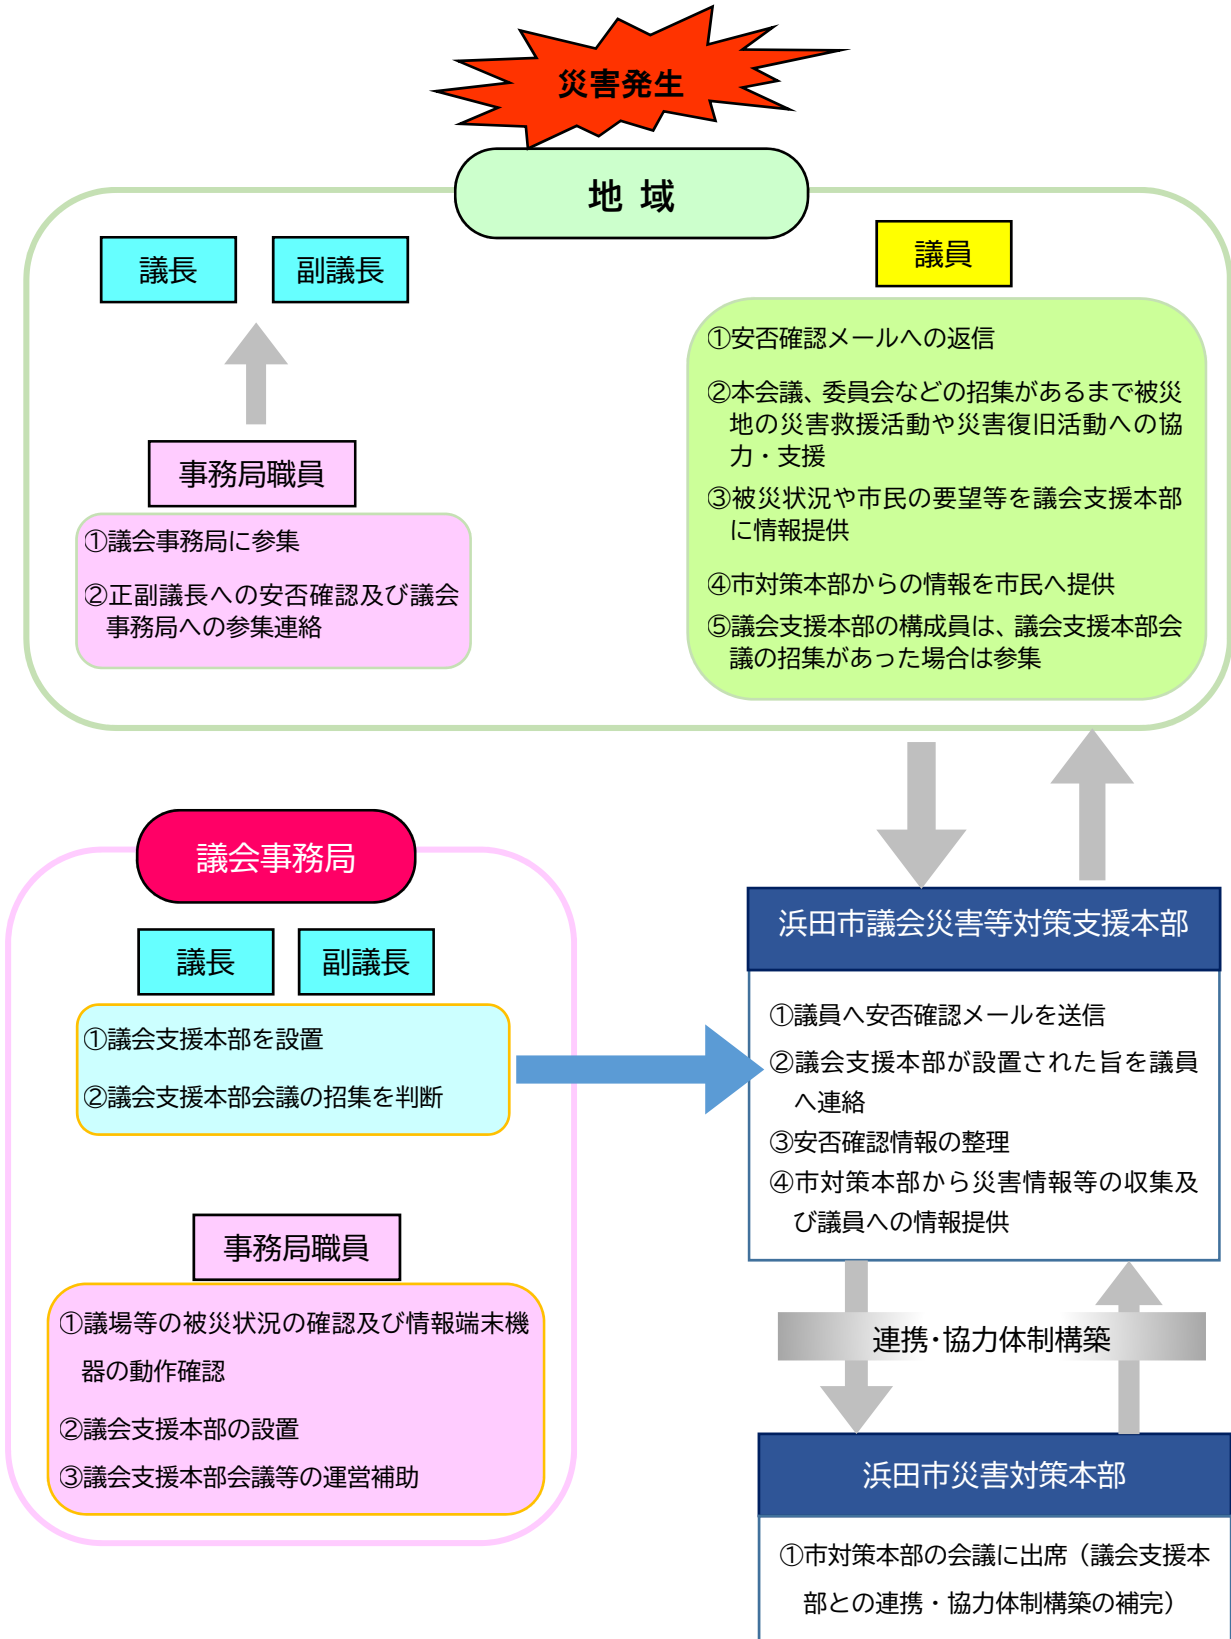 災害発生
地 域
議長
副議長
事務局職員
①議会事務局に参集
②正副議長への安否確認及び議会
事務局への参集連絡
議員
①安否確認メールへの返信
②本会議、委員会などの招集があるまで被災
地の災害救援活動や災害復旧活動への協
力・支援
③被災状況や市民の要望等を議会支援本部
に情報提供
④市対策本部からの情報を市民へ提供
⑤議会支援本部の構成員は、議会支援本部会
議の招集があった場合は参集
議会事務局
議長
副議長
①議会支援本部を設置
②議会支援本部会議の招集を判断
事務局職員
①議場等の被災状況の確認及び情報端末機
器の動作確認
②議会支援本部の設置
③議会支援本部会議等の運営補助
浜田市議会災害等対策支援本部
①議員へ安否確認メールを送信
②議会支援本部が設置された旨を議員
へ連絡
③安否確認情報の整理
④市対策本部から災害情報等の収集及
び議員への情報提供
連携・協力体制構築
浜田市災害対策本部
①市対策本部の会議に出席（議会支援本
部との連携・協力体制構築の補完）